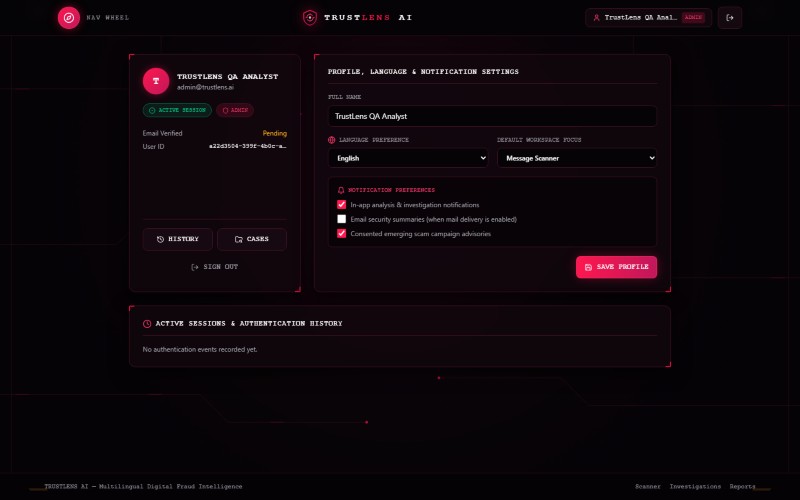 NAV WHEEL
TRUSTLENS AI
TrustLens QA Anal… ADMIN
T
TRUSTLENS QA ANALYST
admin@trustlens.ai
ACTIVE SESSION
ADMIN
Email Verified Pending
User ID a22d3504-399f-4b0c-a…
HISTORY
CASES
SIGN OUT
PROFILE, LANGUAGE & NOTIFICATION SETTINGS
FULL NAME
TrustLens QA Analyst
LANGUAGE PREFERENCE
English
DEFAULT WORKSPACE FOCUS
Message Scanner
NOTIFICATION PREFERENCES
In-app analysis & investigation notifications
Email security summaries (when mail delivery is enabled)
Consented emerging scam campaign advisories
SAVE PROFILE
ACTIVE SESSIONS & AUTHENTICATION HISTORY
No authentication events recorded yet.
TRUSTLENS AI — Multilingual Digital Fraud Intelligence
Scanner Investigations Reports